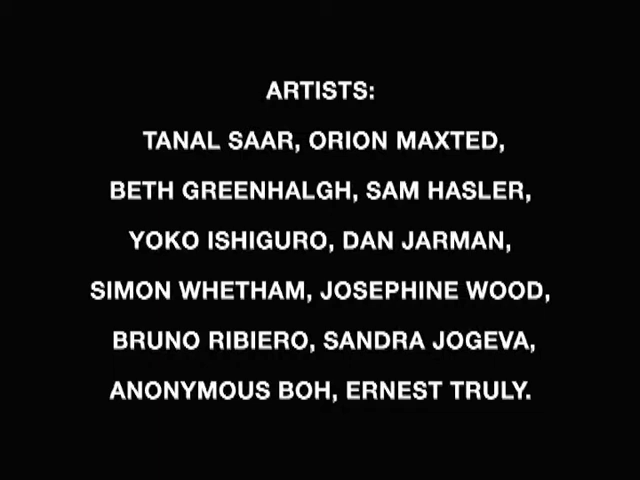 ARTISTS:
TANAL SAAR, ORION MAXTED,
BETH GREENHALGH, SAM HASLER,
YOKO ISHIGURO, DAN JARMAN,
SIMON WHETHAM, JOSEPHINE WOOD,
BRUNO RIBIERO, SANDRA JOGEVA,
ANONYMOUS BOH, ERNEST TRULY.